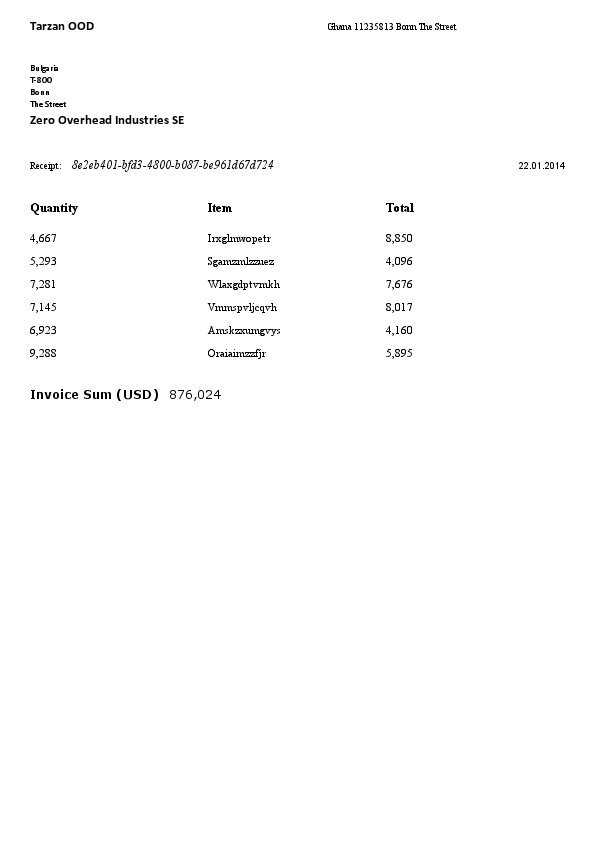 Tarzan OOD Ghana 11235813 Bonn The Street
Bulgaria
T-800
Bonn
The Street
Zero Overhead Industries SE
Receipt: 8e2eb401-bfd3-4800-b087-be961d67d724 22.01.2014
Quantity Item Total
4,667 Irxglmwopetr 8,850
5,293 Sgamzmlzzuez 4,096
7,281 Wlaxgdptvmkh 7,676
7,145 Vmmspvljcqvh 8,017
6,923 Amskzxumgvys 4,160
9,288 Oraiaimzzfjr 5,895
Invoice Sum (USD) 876,024